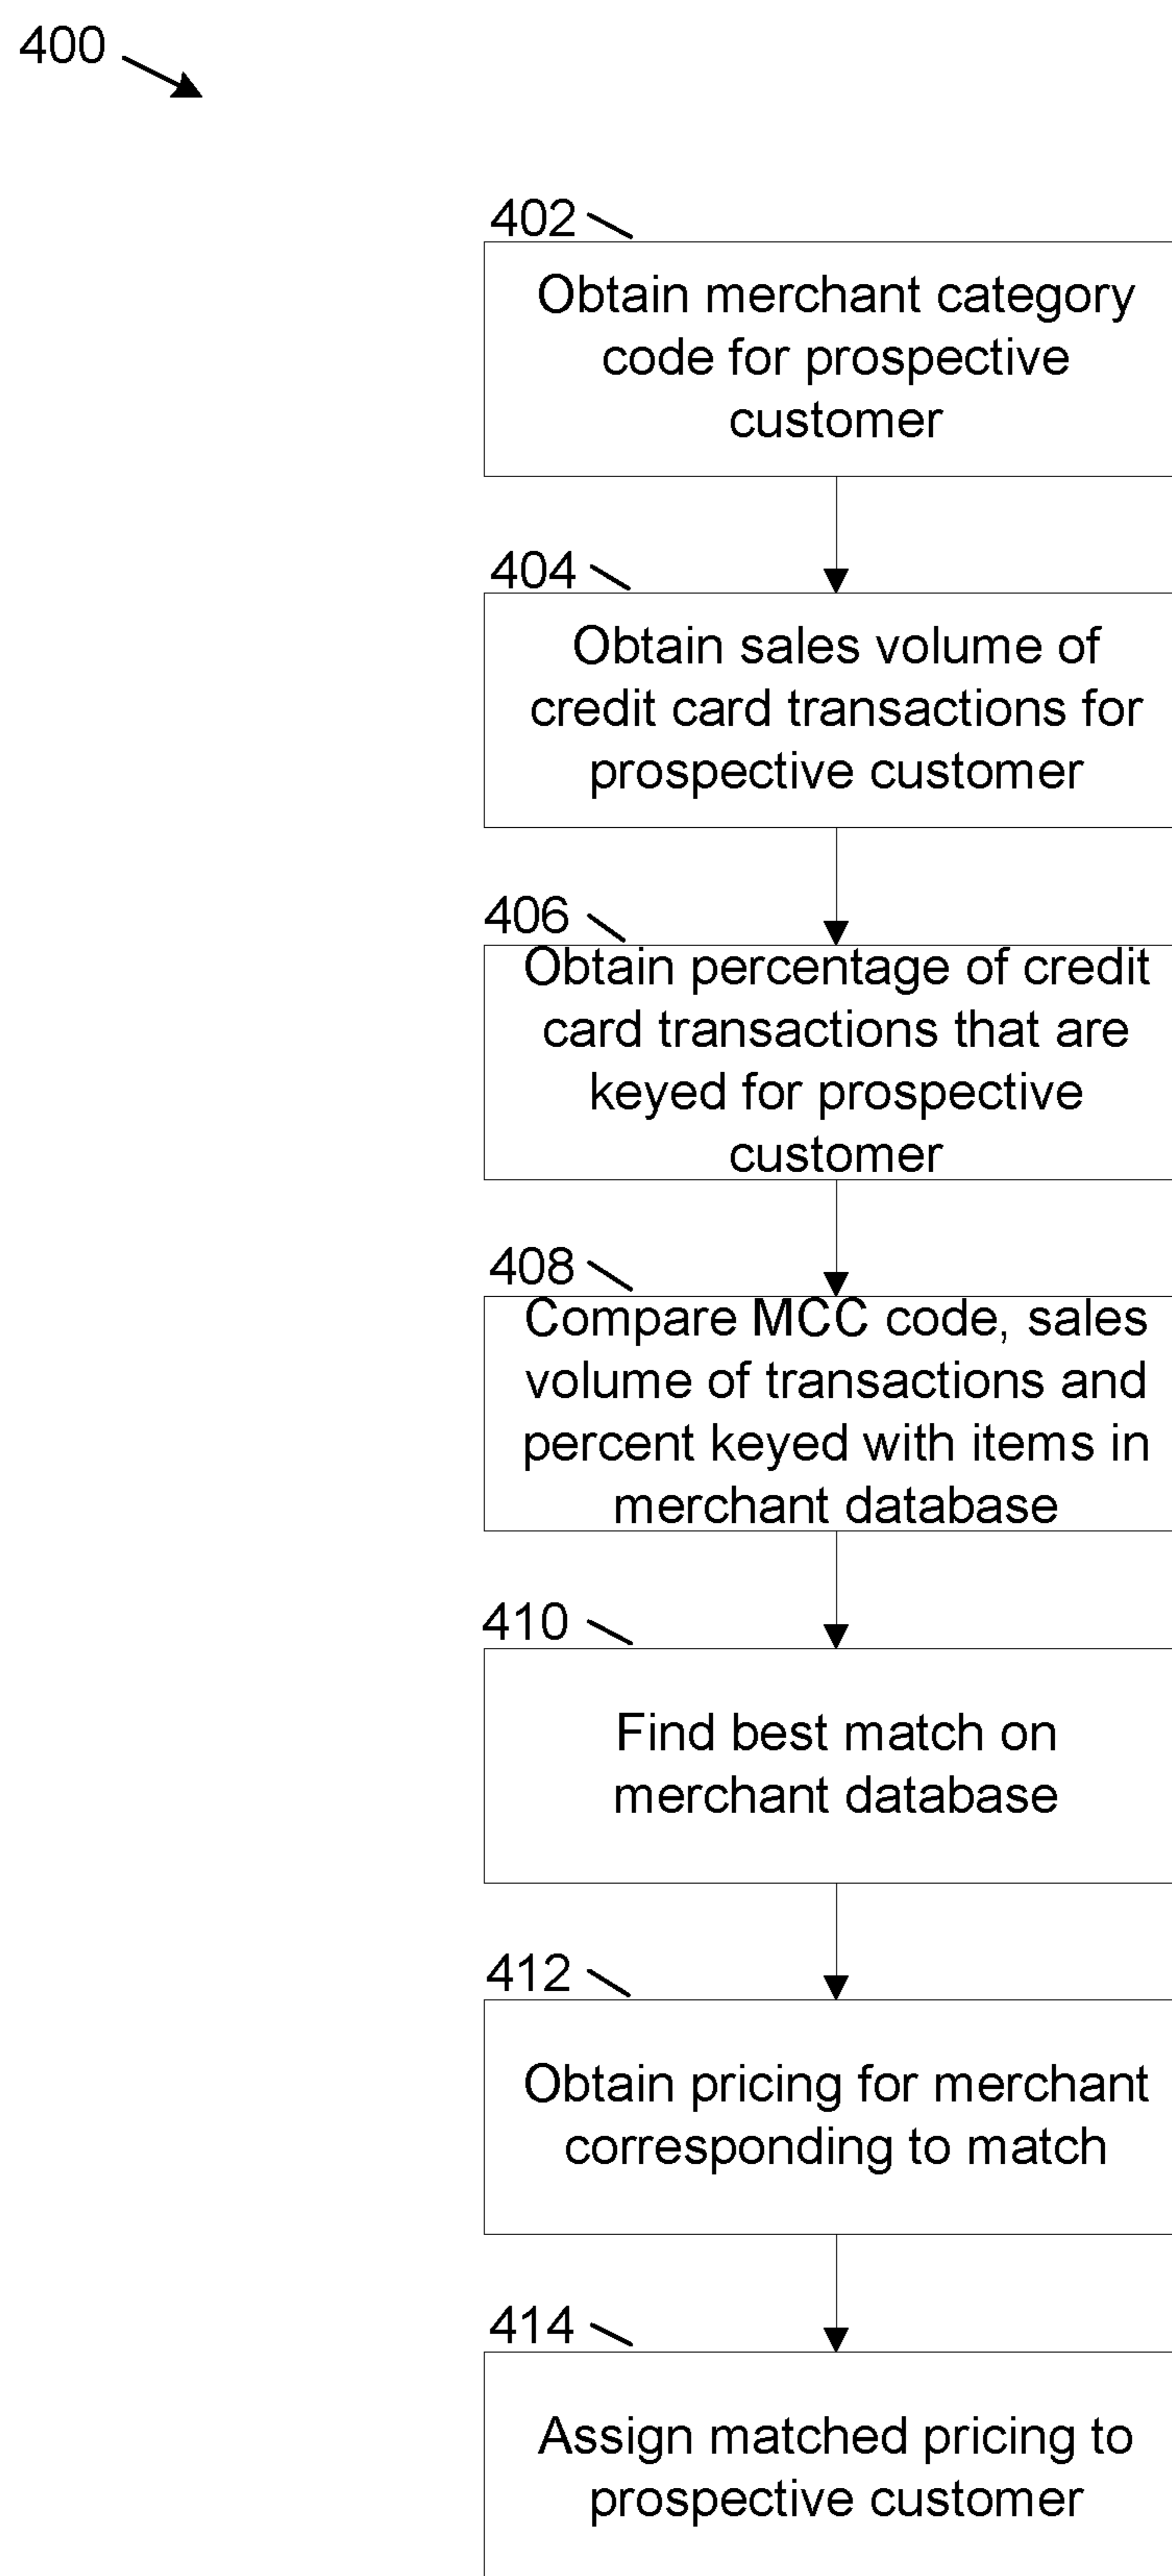 400
402
Obtain merchant category
code for prospective
customer
404
Obtain sales volume of
credit card transactions for
prospective customer
406
Obtain percentage of credit
card transactions that are
keyed for prospective
customer
408
Compare MCC code, sales
volume of transactions and
percent keyed with items in
merchant database
410
Find best match on
merchant database
412
Obtain pricing for merchant
corresponding to match
414
Assign matched pricing to
prospective customer